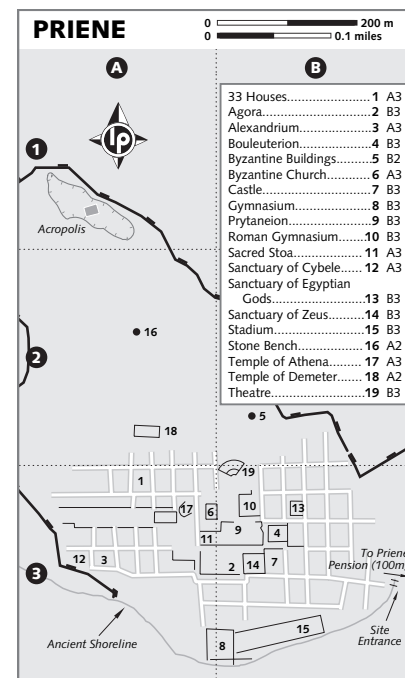 PRIENE
0 200 m
0 0.1 miles
A B
33 Houses........................1 A3
Agora................................2 B3
Alexandrium....................3 A3
Bouleuterion....................4 B3
Byzantine Buildings.........5 B2
Byzantine Church............6 A3
Castle................................7 B3
Gymnasium......................8 B3
Prytaneion........................9 B3
Roman Gymnasium.......10 B3
Sacred Stoa....................11 A3
Sanctuary of Cybele......12 A3
Sanctuary of Egyptian
Gods............................13 B3
Sanctuary of Zeus..........14 B3
Stadium..........................15 B3
Stone Bench...................16 A2
Temple of Athena..........17 A3
Temple of Demeter.......18 A2
Theatre...........................19 B3
lp
1
Acropolis
16
2
5
18
19
1
17
6
10
13
9
4
11
12
3
2
14
7
To Priene
Pension (100m)
3
Ancient Shoreline
8
15
Site
Entrance